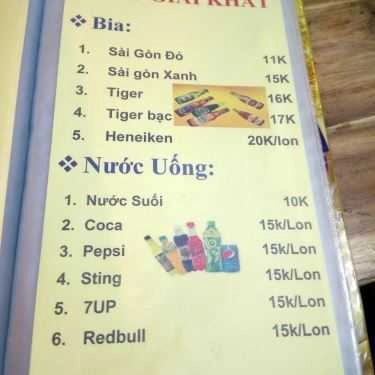 GIẢI KHÁT
❖ Bia:
1. Sài Gòn Đỏ 11K
2. Sài gòn Xanh 15K
3. Tiger 16K
4. Tiger bạc 17K
5. Heneiken 20K/lon
❖ Nước Uống:
1. Nước Suối 10K
2. Coca 15k/Lon
3. Pepsi 15k/Lon
4. Sting 15k/Lon
5. 7UP 15k/Lon
6. Redbull 15k/Lon